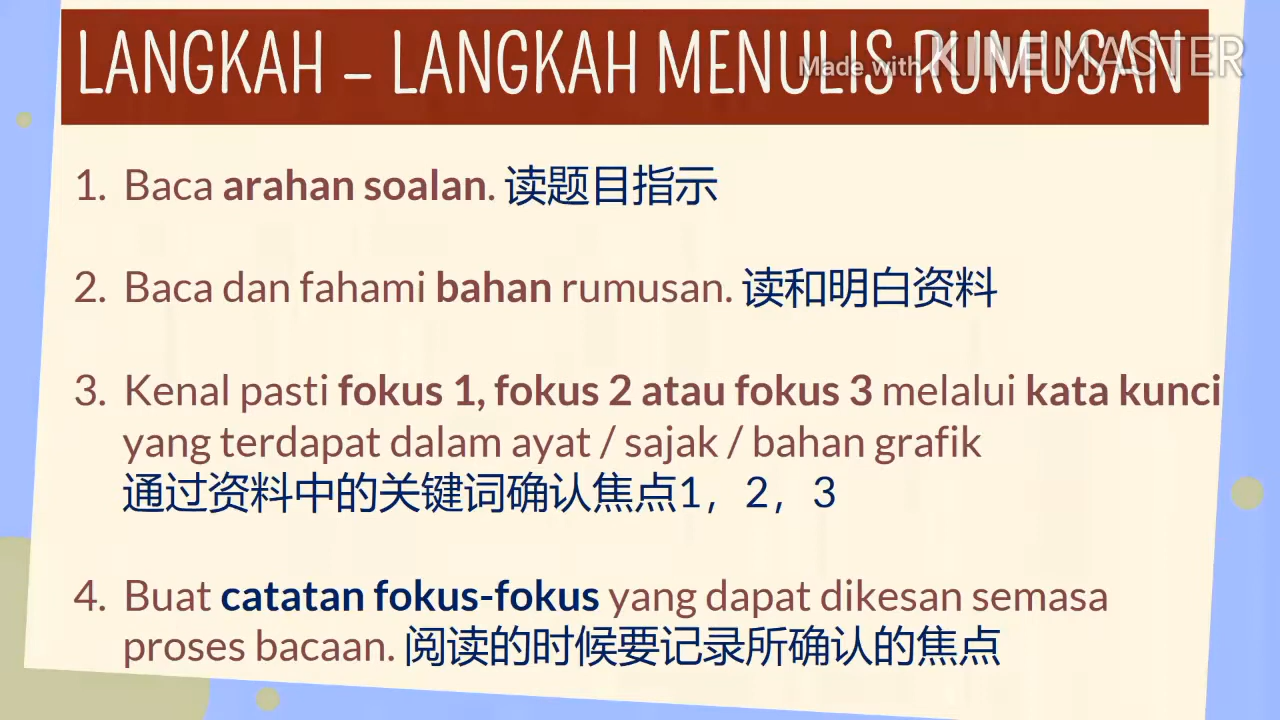 LANGKAH – LANGKAH MENULIS RUMUSAN
Made with KINEMASTER
1. Baca arahan soalan. 读题目指示
2. Baca dan fahami bahan rumusan. 读和明白资料
3. Kenal pasti fokus 1, fokus 2 atau fokus 3 melalui kata kunci
yang terdapat dalam ayat / sajak / bahan grafik
通过资料中的关键词确认焦点1，2，3
4. Buat catatan fokus-fokus yang dapat dikesan semasa
proses bacaan. 阅读的时候要记录所确认的焦点